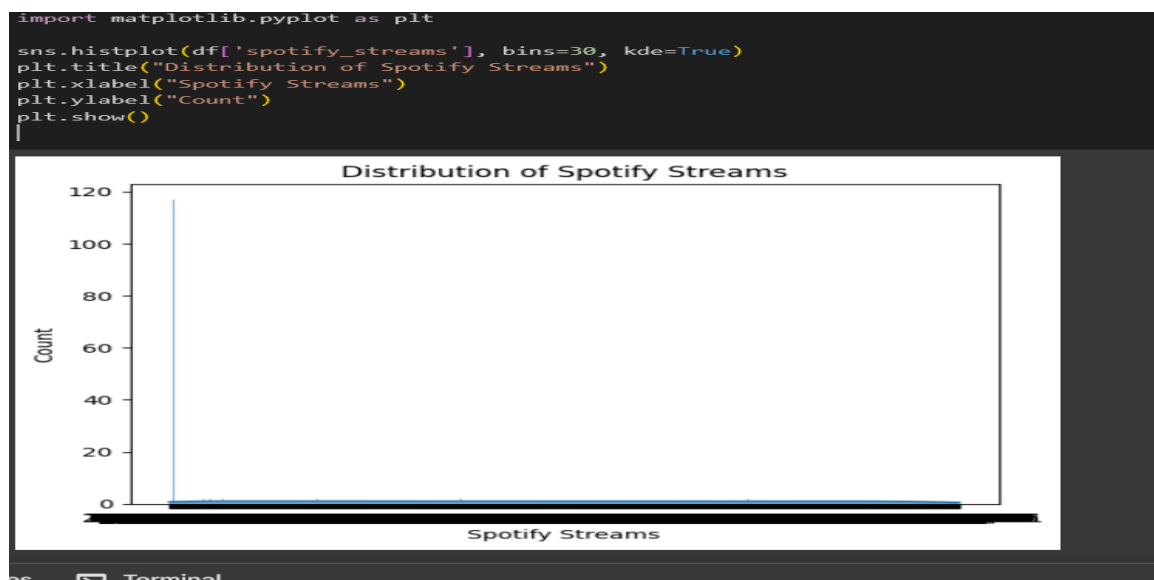 import matplotlib.pyplot as plt
sns.histplot(df['spotify_streams'], bins=30, kde=True)
plt.title("Distribution of Spotify Streams")
plt.xlabel("Spotify Streams")
plt.ylabel("Count")
plt.show()
Distribution of Spotify Streams
120
100
80
60
40
20
0
Count
Spotify Streams
Terminal